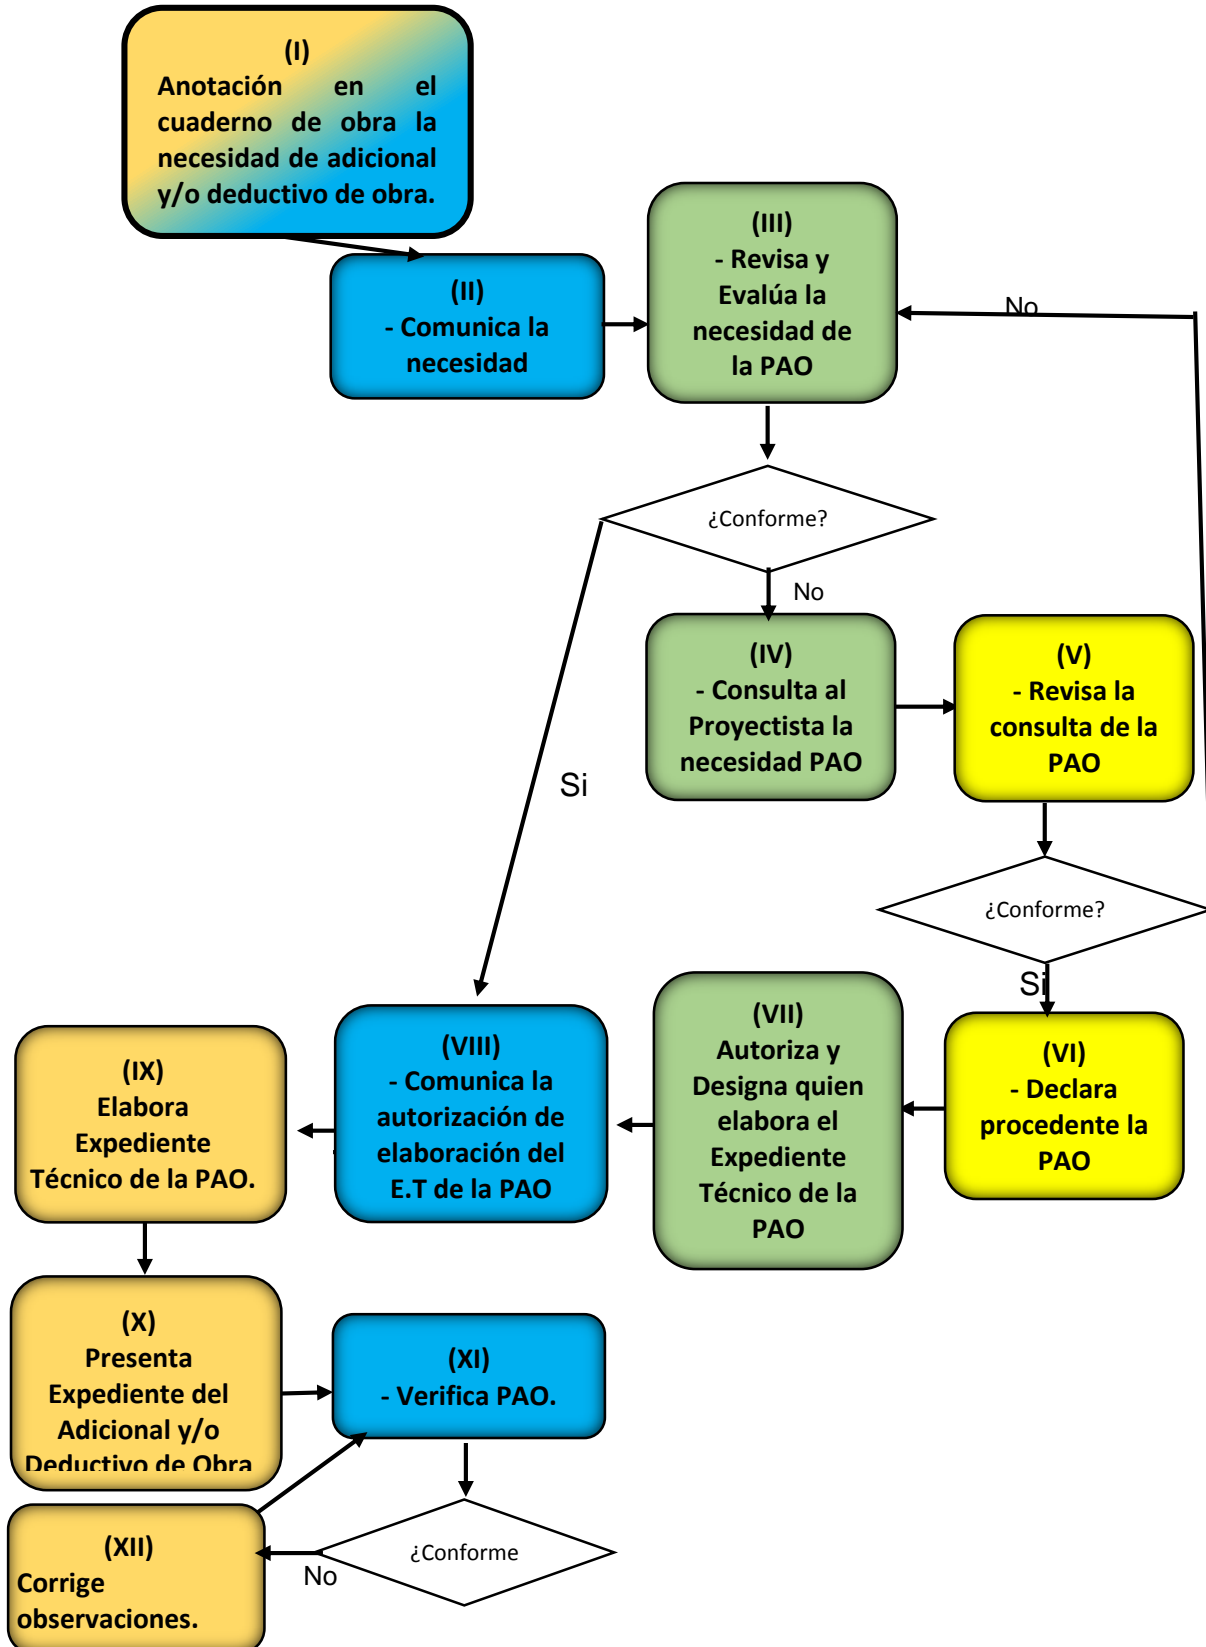 (I)
Anotación en el
cuaderno de obra la
necesidad de adicional
y/o deductivo de obra.
(II)
- Comunica la
necesidad
(III)
- Revisa y
Evalúa la
necesidad de
la PAO
No
¿Conforme?
No
Si
(IV)
- Consulta al
Proyectista la
necesidad PAO
(V)
- Revisa la
consulta de la
PAO
¿Conforme?
Si
(VI)
- Declara
procedente la
PAO
(VII)
Autoriza y
Designa quien
elabora el
Expediente
Técnico de la
PAO
(VIII)
- Comunica la
autorización de
elaboración del
E.T de la PAO
(IX)
Elabora
Expediente
Técnico de la PAO.
(X)
Presenta
Expediente del
Adicional y/o
Deductivo de Obra
(XI)
- Verifica PAO.
¿Conforme
No
(XII)
Corrige
observaciones.